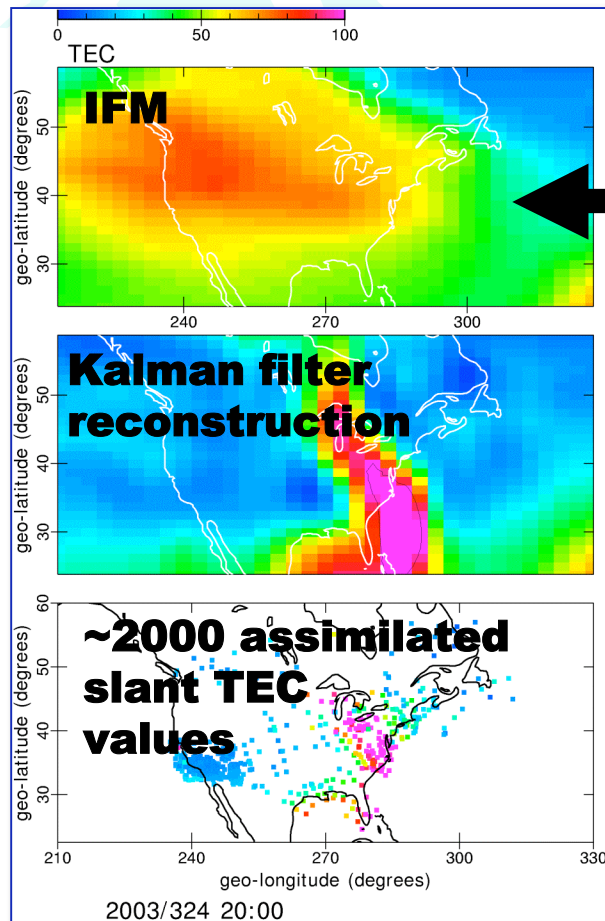 0 50 100
TEC
IFM
geo-latitude (degrees)
50
40
30
240 270 300
Kalman filter
reconstruction
geo-latitude (degrees)
50
40
30
~2000 assimilated
slant TEC
values
geo-latitude (degrees)
60
50
40
30
210 240 270 300 330
geo-longitude (degrees)
2003/324 20:00